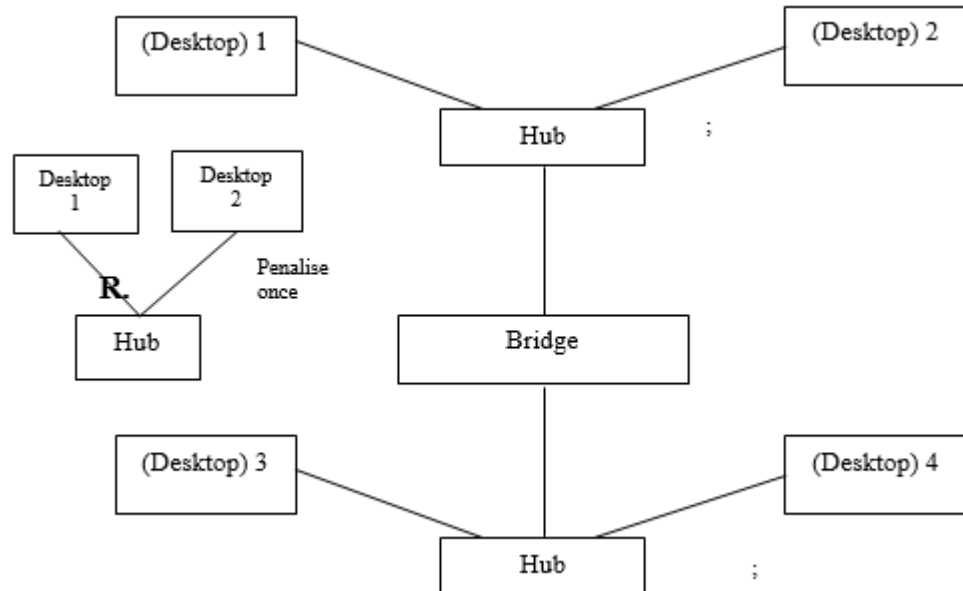 (Desktop) 1
(Desktop) 2
Hub
;
Desktop
1
Desktop
2
R.
Penalise
once
Hub
Bridge
(Desktop) 3
(Desktop) 4
Hub
;